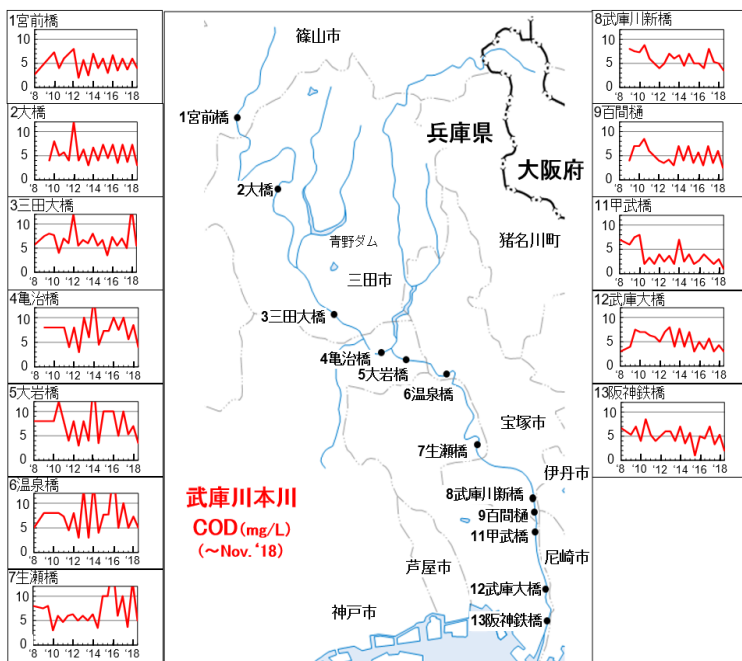 1宮前橋
10
5
0
'8 '10 '12 '14 '16 '18
2大橋
10
5
0
'8 '10 '12 '14 '16 '18
3三田大橋
10
5
0
'8 '10 '12 '14 '16 '18
4亀治橋
10
5
0
'8 '10 '12 '14 '16 '18
5大岩橋
10
5
0
'8 '10 '12 '14 '16 '18
6温泉橋
10
5
0
'8 '10 '12 '14 '16 '18
7生瀬橋
10
5
0
'8 '10 '12 '14 '16 '18
篠山市
1宮前橋
兵庫県
大阪府
2大橋
青野ダム
猪名川町
三田市
3三田大橋
4亀治橋
5大岩橋
6温泉橋
宝塚市
7生瀬橋
伊丹市
武庫川本川
COD(mg/L)
(～Nov.‘18)
8武庫川新橋
9百間樋
11甲武橋
尼崎市
芦屋市
12武庫大橋
神戸市
13阪神鉄橋
8武庫川新橋
10
5
0
'8 '10 '12 '14 '16 '18
9百間樋
10
5
0
'8 '10 '12 '14 '16 '18
11甲武橋
10
5
0
'8 '10 '12 '14 '16 '18
12武庫大橋
10
5
0
'8 '10 '12 '14 '16 '18
13阪神鉄橋
10
5
0
'8 '10 '12 '14 '16 '18